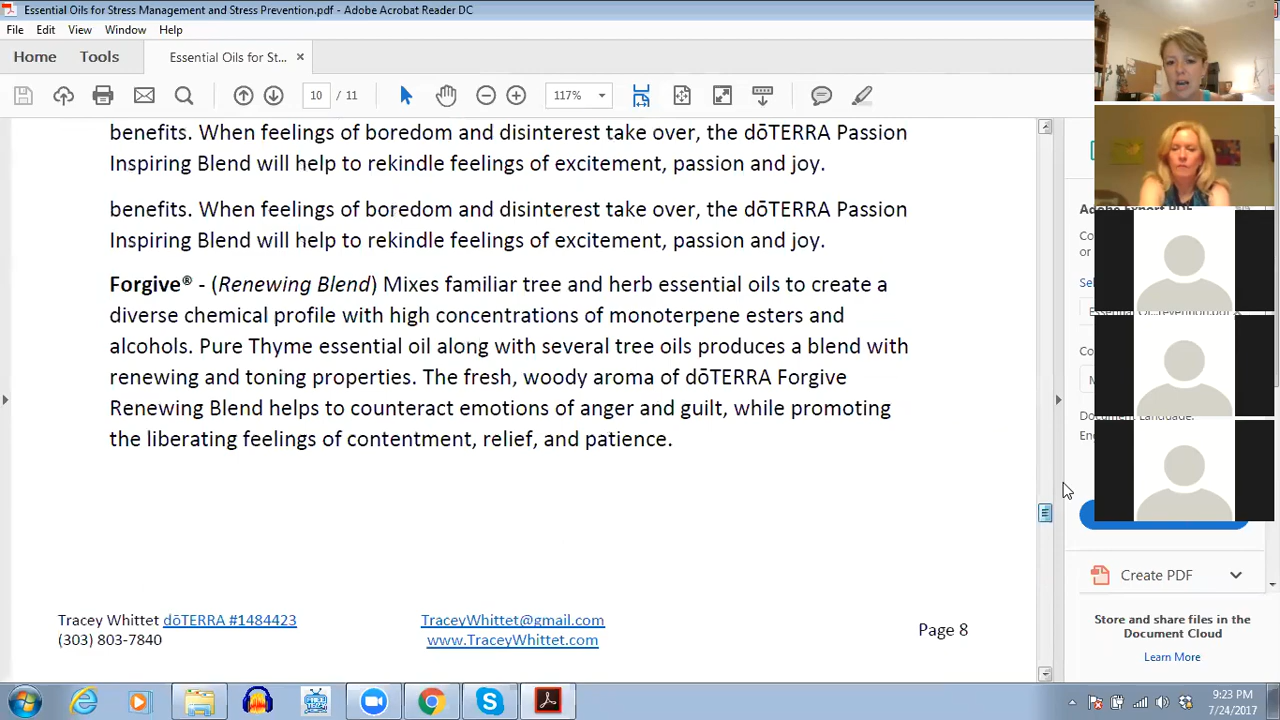 Essential Oils for Stress Management and Stress Prevention.pdf - Adobe Acrobat Reader DC
File Edit View Window Help
Home Tools Essential Oils for St... ×
10 / 11 117%
benefits. When feelings of boredom and disinterest take over, the dōTERRA Passion
Inspiring Blend will help to rekindle feelings of excitement, passion and joy.
benefits. When feelings of boredom and disinterest take over, the dōTERRA Passion
Inspiring Blend will help to rekindle feelings of excitement, passion and joy.
Forgive® - (Renewing Blend) Mixes familiar tree and herb essential oils to create a
diverse chemical profile with high concentrations of monoterpene esters and
alcohols. Pure Thyme essential oil along with several tree oils produces a blend with
renewing and toning properties. The fresh, woody aroma of dōTERRA Forgive
Renewing Blend helps to counteract emotions of anger and guilt, while promoting
the liberating feelings of contentment, relief, and patience.
Tracey Whittet dōTERRA #1484423 TraceyWhittet@gmail.com
(303) 803-7840 www.TraceyWhittet.com
Page 8
Adobe Export PDF
Document Language:
Create PDF
Store and share files in the
Document Cloud
Learn More
9:23 PM
7/24/2017